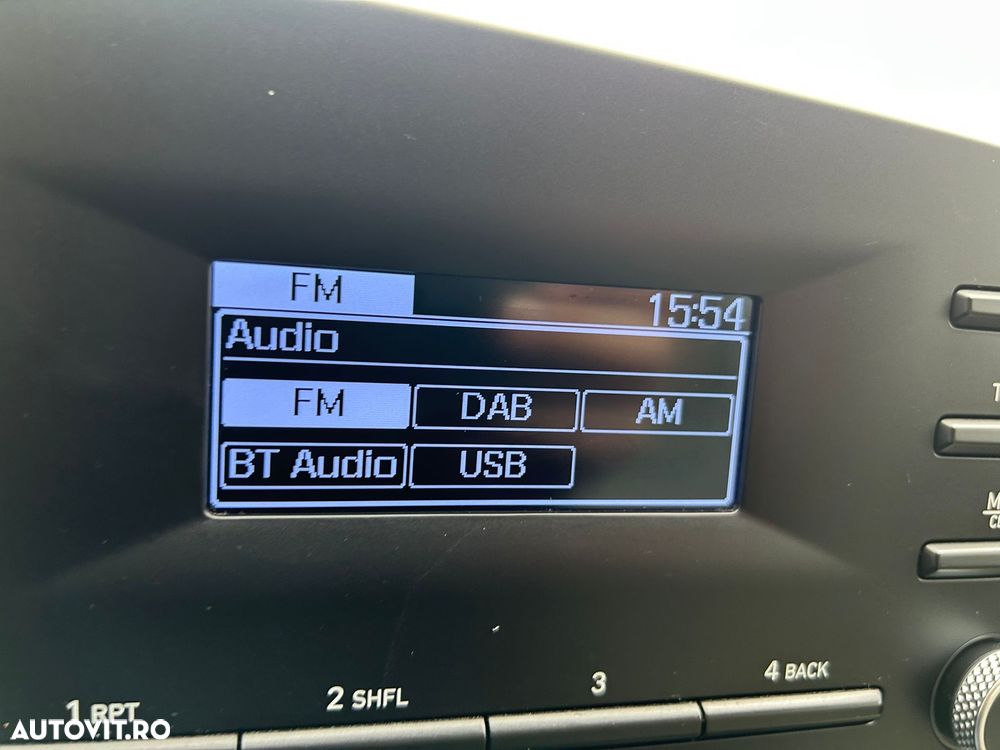 FM 15:54
Audio
FM DAB AM
BT Audio USB
1 RPT 2 SHFL 3 4 BACK
AUTOVIT.RO